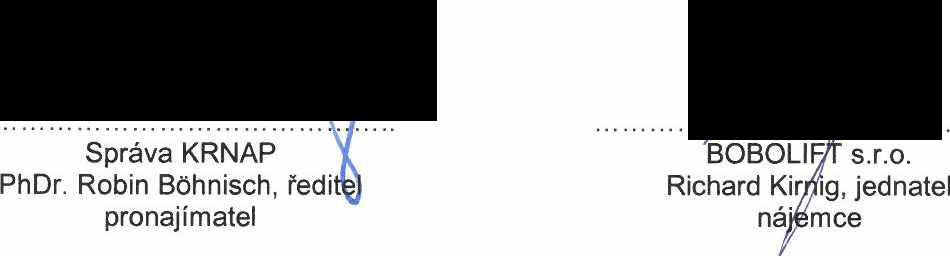 Správa KRNAP
PhDr. Robin Böhnisch, ředitel
pronajímatel
BOBOLIFT s.r.o.
Richard Kirnig, jednatel
nájemce